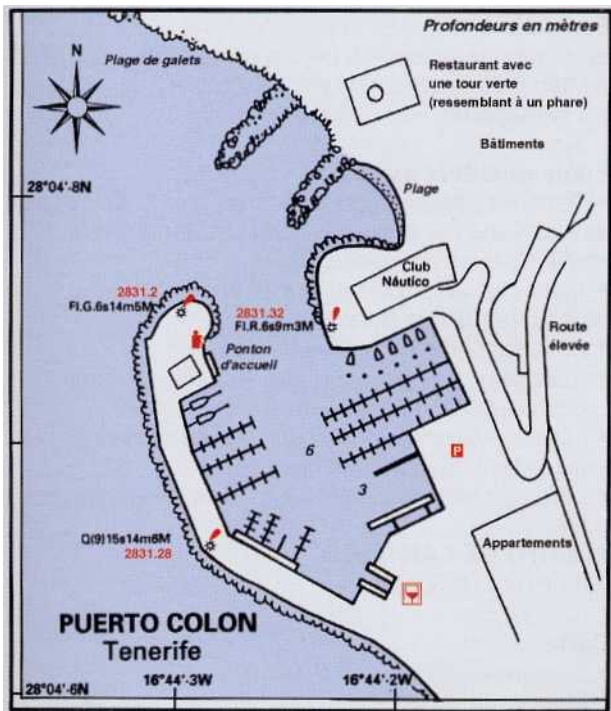 Profondeurs en mètres
Plage de galets
N
Restaurant avec
une tour verte
(ressemblant à un phare)
Bâtiments
28°04'·8N
Plage
Club
Náutico
2831.2
Fl.G.6s14m5M
2831.32
Fl.R.6s9m3M
Route
élevée
Ponton
d'accueil
6
P
3
Q(9)15s14m6M
2831.28
Appartements
PUERTO COLON
Tenerife
28°04'·6N
16°44'·3W
16°44'·2W